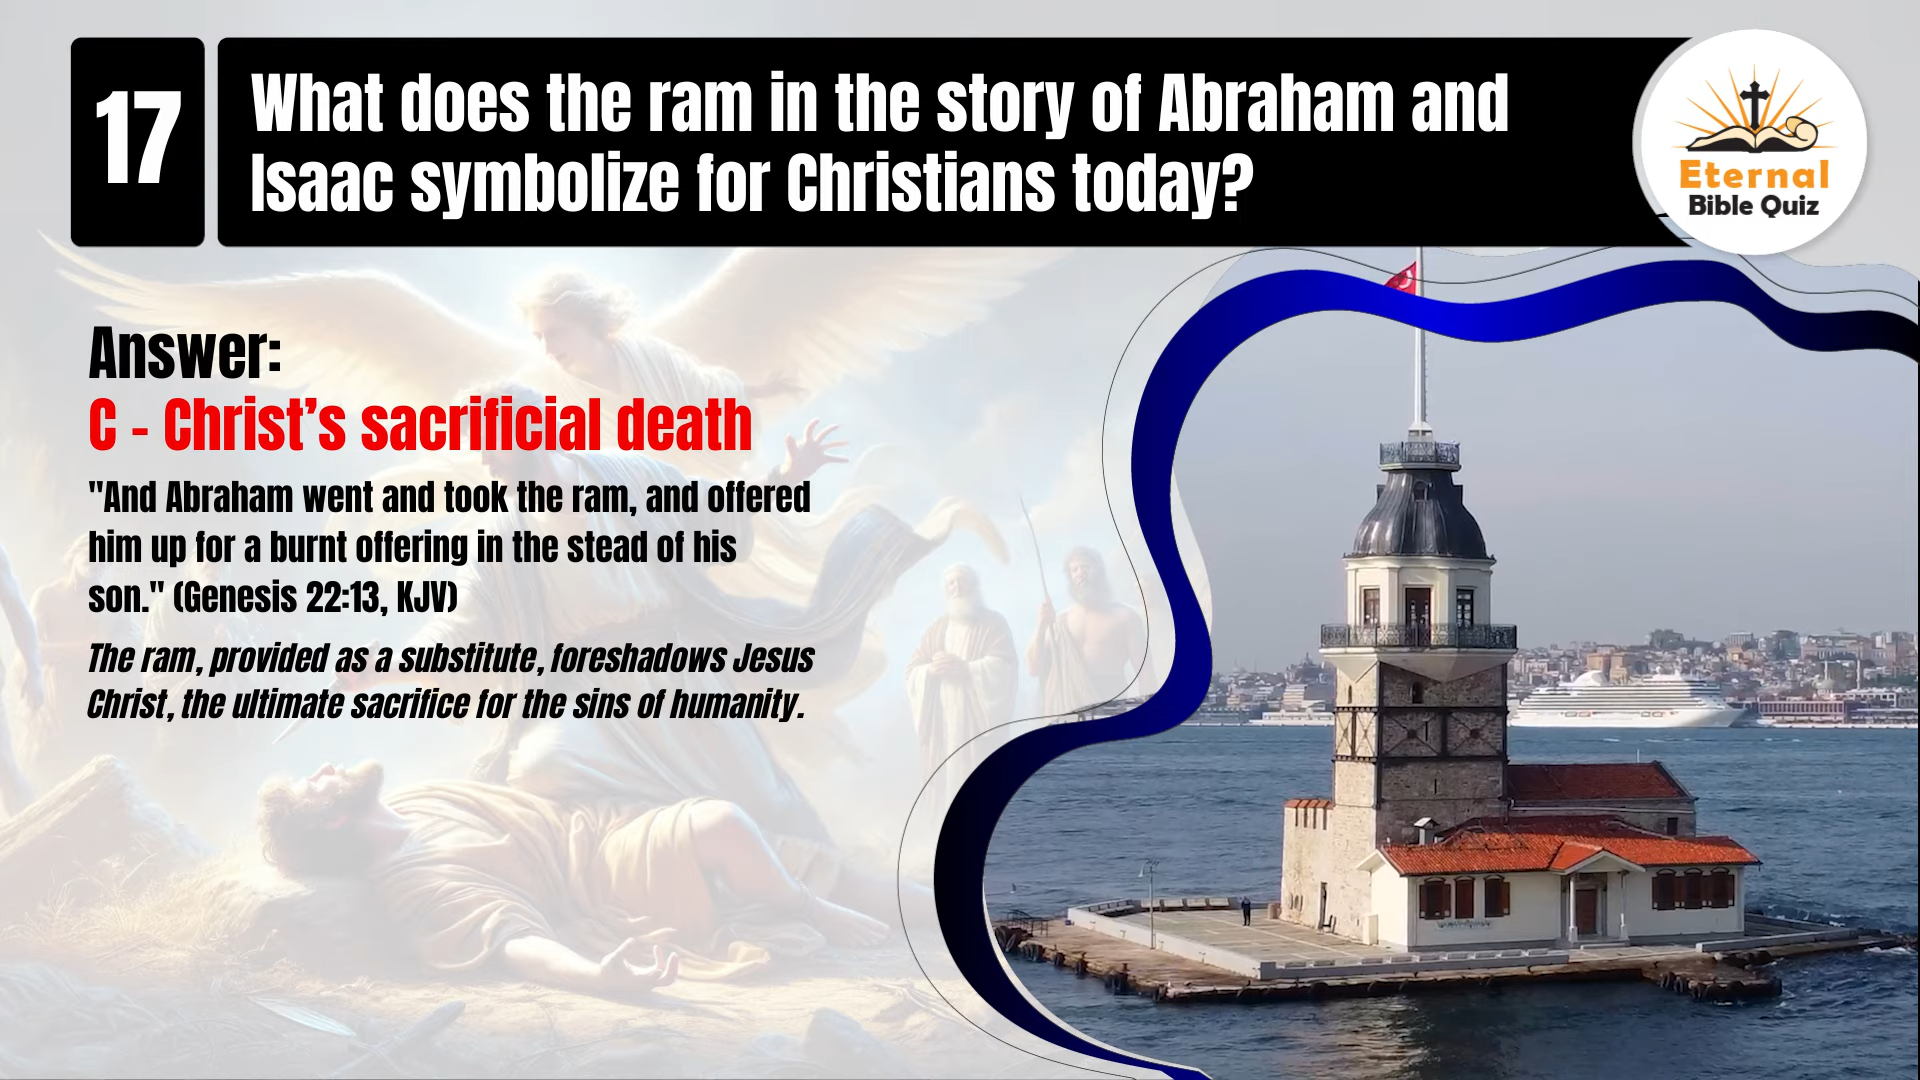 17
What does the ram in the story of Abraham and
Isaac symbolize for Christians today?
Eternal
Bible Quiz
Answer:
C - Christ’s sacrificial death
"And Abraham went and took the ram, and offered
him up for a burnt offering in the stead of his
son." (Genesis 22:13, KJV)
The ram, provided as a substitute, foreshadows Jesus
Christ, the ultimate sacrifice for the sins of humanity.